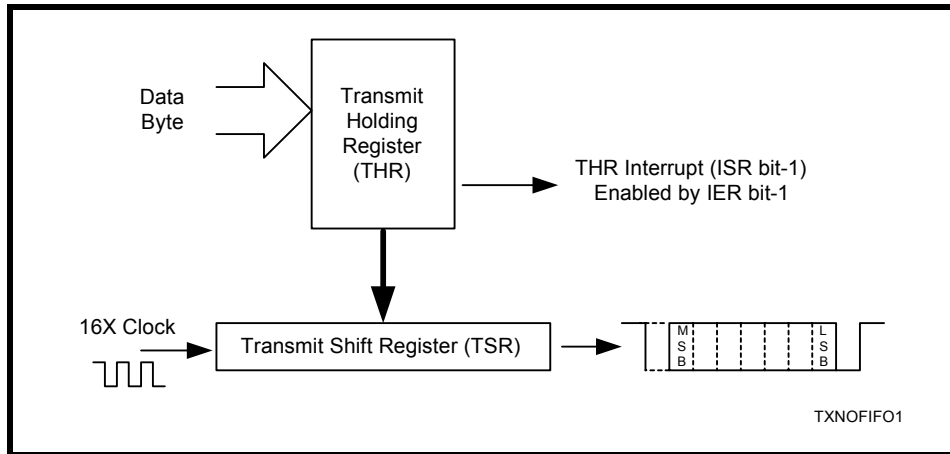 Data
Byte
Transmit
Holding
Register
(THR)
THR Interrupt (ISR bit-1)
Enabled by IER bit-1
16X Clock
Transmit Shift Register (TSR)
M
S
B
L
S
B
TXNOFIFO1